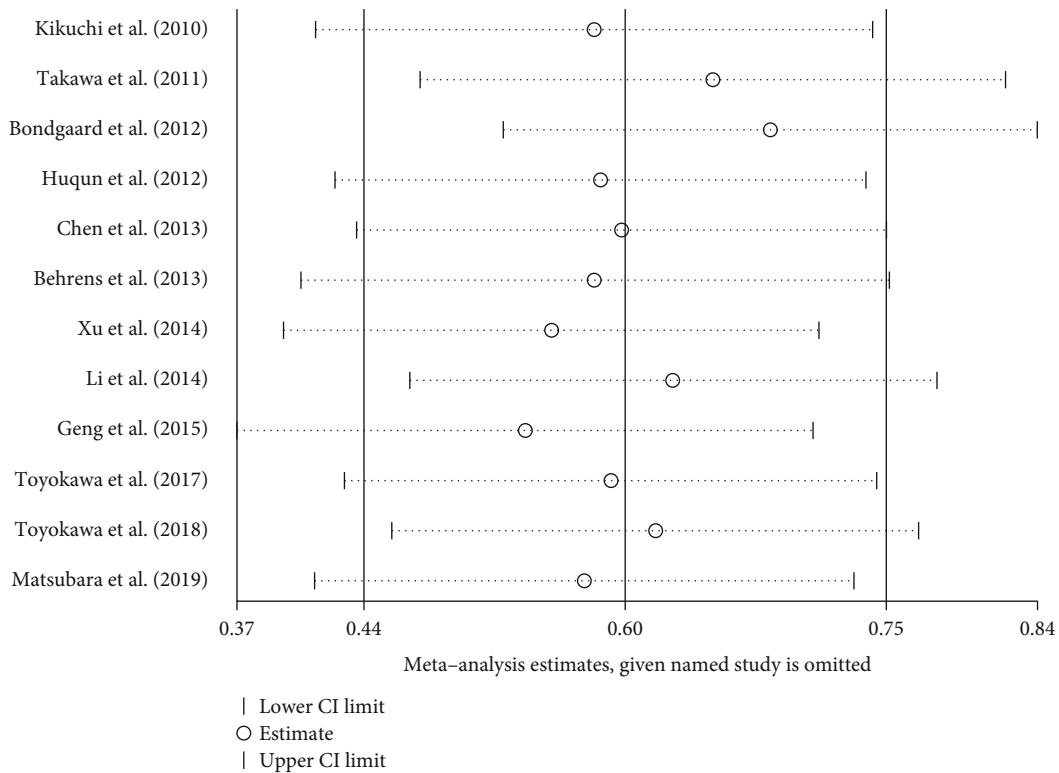 Kikuchi et al. (2010)
Takawa et al. (2011)
Bondgaard et al. (2012)
Huqun et al. (2012)
Chen et al. (2013)
Behrens et al. (2013)
Xu et al. (2014)
Li et al. (2014)
Geng et al. (2015)
Toyokawa et al. (2017)
Toyokawa et al. (2018)
Matsubara et al. (2019)
0.37 0.44 0.60 0.75 0.84
Meta–analysis estimates, given named study is omitted
Lower CI limit
Estimate
Upper CI limit